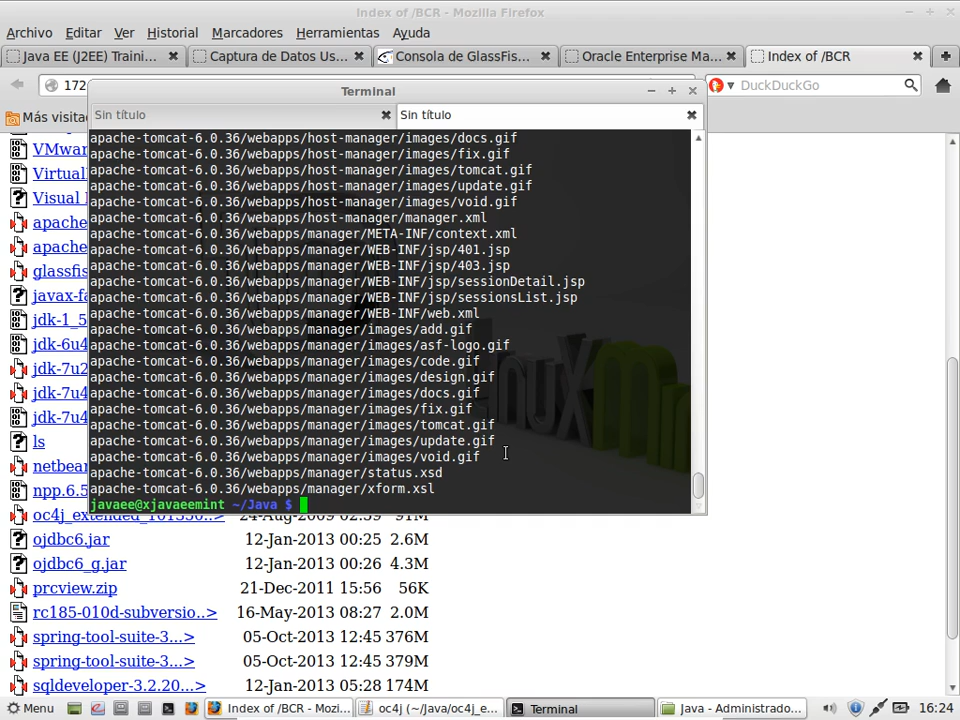 Index of /BCR - Mozilla Firefox
Archivo Editar Ver Historial Marcadores Herramientas Ayuda
Java EE (J2EE) Traini...
Captura de Datos Us...
Consola de GlassFis...
Oracle Enterprise Ma...
Index of /BCR
172
DuckDuckGo
Más visita
Terminal
Sin título
Sin título
apache-tomcat-6.0.36/webapps/host-manager/images/docs.gif
apache-tomcat-6.0.36/webapps/host-manager/images/fix.gif
apache-tomcat-6.0.36/webapps/host-manager/images/tomcat.gif
apache-tomcat-6.0.36/webapps/host-manager/images/update.gif
apache-tomcat-6.0.36/webapps/host-manager/images/void.gif
apache-tomcat-6.0.36/webapps/host-manager/manager.xml
apache-tomcat-6.0.36/webapps/manager/META-INF/context.xml
apache-tomcat-6.0.36/webapps/manager/WEB-INF/jsp/401.jsp
apache-tomcat-6.0.36/webapps/manager/WEB-INF/jsp/403.jsp
apache-tomcat-6.0.36/webapps/manager/WEB-INF/jsp/sessionDetail.jsp
apache-tomcat-6.0.36/webapps/manager/WEB-INF/jsp/sessionsList.jsp
apache-tomcat-6.0.36/webapps/manager/WEB-INF/web.xml
apache-tomcat-6.0.36/webapps/manager/images/add.gif
apache-tomcat-6.0.36/webapps/manager/images/asf-logo.gif
apache-tomcat-6.0.36/webapps/manager/images/code.gif
apache-tomcat-6.0.36/webapps/manager/images/design.gif
apache-tomcat-6.0.36/webapps/manager/images/docs.gif
apache-tomcat-6.0.36/webapps/manager/images/fix.gif
apache-tomcat-6.0.36/webapps/manager/images/tomcat.gif
apache-tomcat-6.0.36/webapps/manager/images/update.gif
apache-tomcat-6.0.36/webapps/manager/images/void.gif
apache-tomcat-6.0.36/webapps/manager/status.xsd
apache-tomcat-6.0.36/webapps/manager/xform.xsl
javaee@xjavaeemint ~/Java $
VMwar
Virtual
Visual
apache
apache
glassfis
javax-fa
jdk-1_5
jdk-6u4
jdk-7u2
jdk-7u4
jdk-7u4
ls
netbear
npp.6.5
ojdbc6.jar 12-Jan-2013 00:25 2.6M
ojdbc6_g.jar 12-Jan-2013 00:26 4.3M
prcview.zip 21-Dec-2011 15:56 56K
rc185-010d-subversio..> 16-May-2013 08:27 2.0M
spring-tool-suite-3...> 05-Oct-2013 12:45 376M
spring-tool-suite-3...> 05-Oct-2013 12:45 379M
sqldeveloper-3.2.20...> 12-Jan-2013 05:28 174M
Menu
Index of /BCR - Mozi...
oc4j (~/Java/oc4j_e...
Terminal
Java - Administrado...
16:24